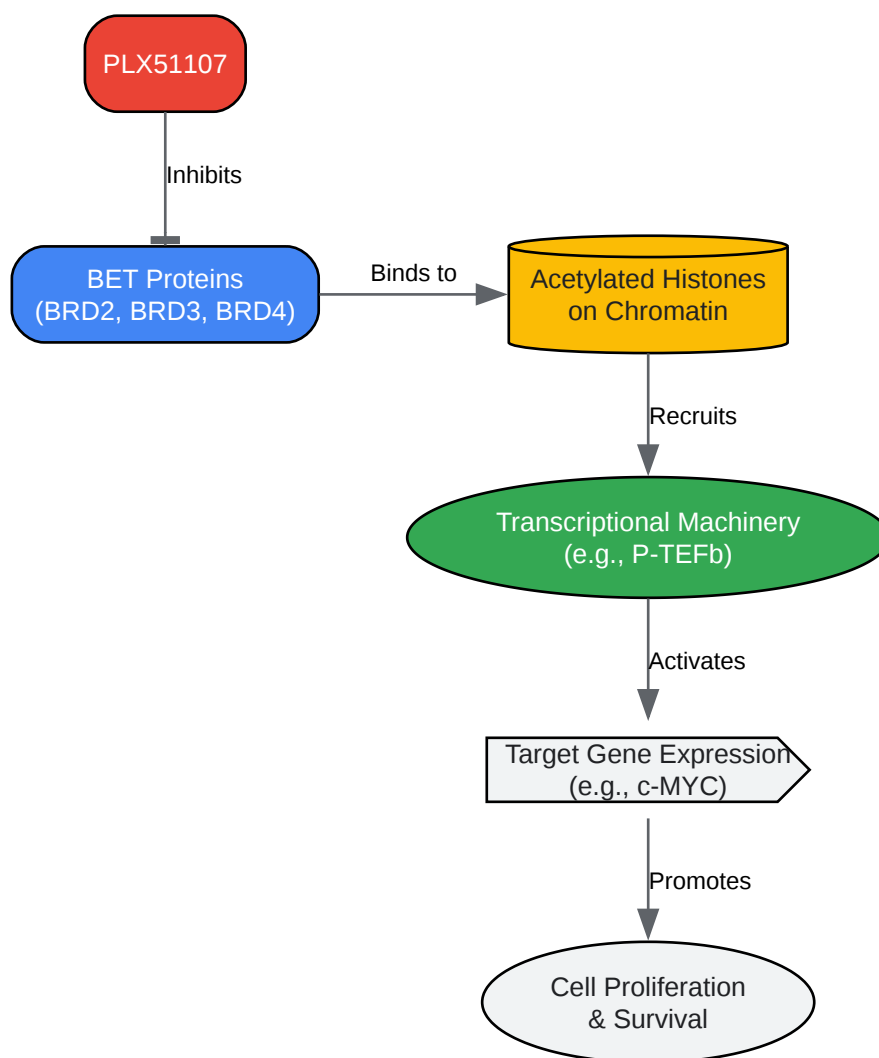 PLX51107
Inhibits
BET Proteins
(BRD2, BRD3, BRD4)
Binds to
Acetylated Histones
on Chromatin
Recruits
Transcriptional Machinery
(e.g., P-TEFb)
Activates
Target Gene Expression
(e.g., c-MYC)
Promotes
Cell Proliferation
& Survival